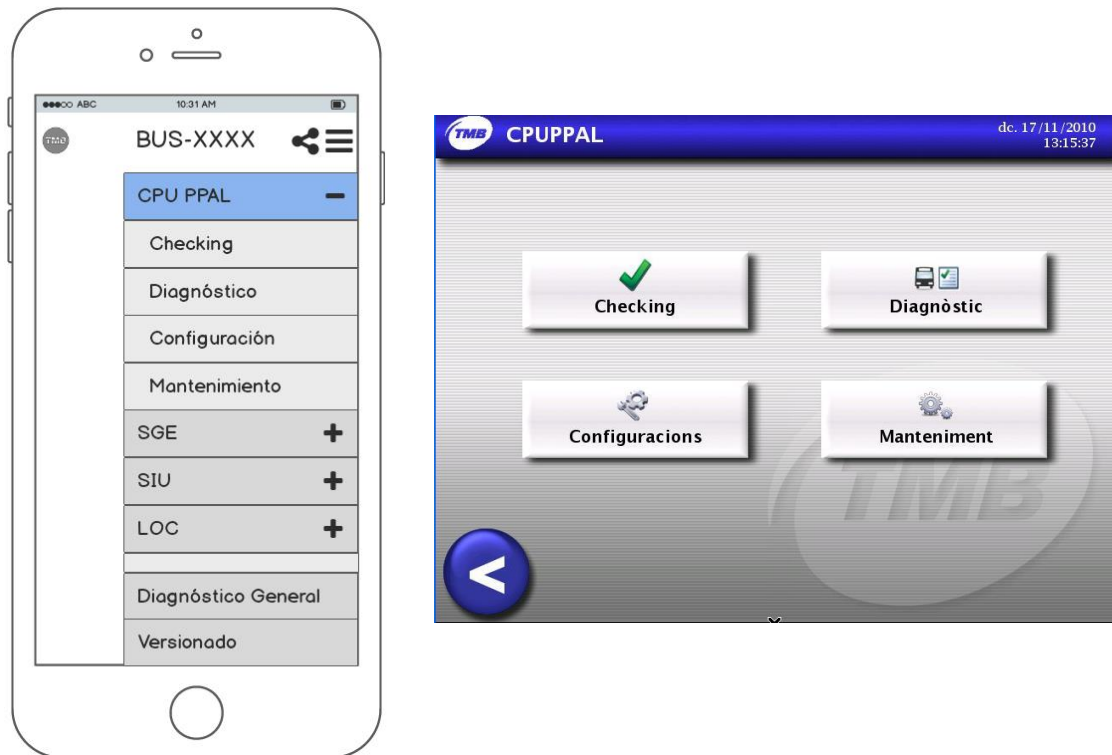 ABC 10:31 AM
TMB
BUS-XXXX
CPU PPAL
Checking
Diagnóstico
Configuración
Mantenimiento
SGE
SIU
LOC
Diagnóstico General
Versionado
TMB CPUPPAL
dc. 17/11/2010
13:15:37
Checking
Diagnòstic
Configuracions
Manteniment
TMB
<